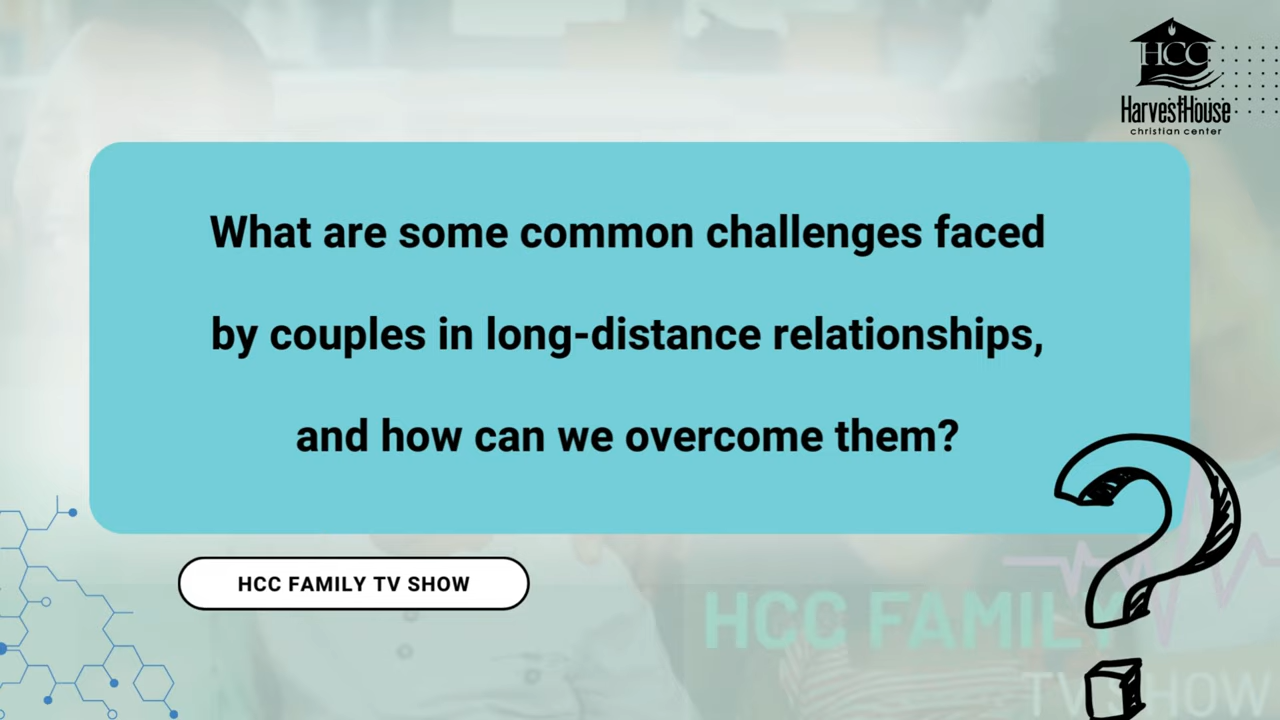 HCC
HarvestHouse
christian center
What are some common challenges faced
by couples in long-distance relationships,
and how can we overcome them?
HCC FAMILY TV SHOW
HCC FAMILY
TV SHOW